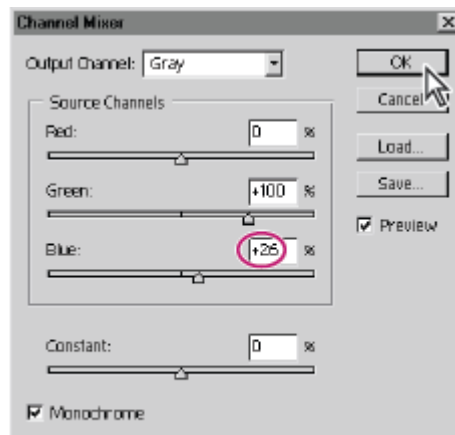 Channel Mixer
Output Channel: Gray
OK
Cancel
Load...
Save...
Preview
Source Channels
Red: 0 %
Green: +100 %
Blue: +26 %
Constant: 0 %
Monochrome